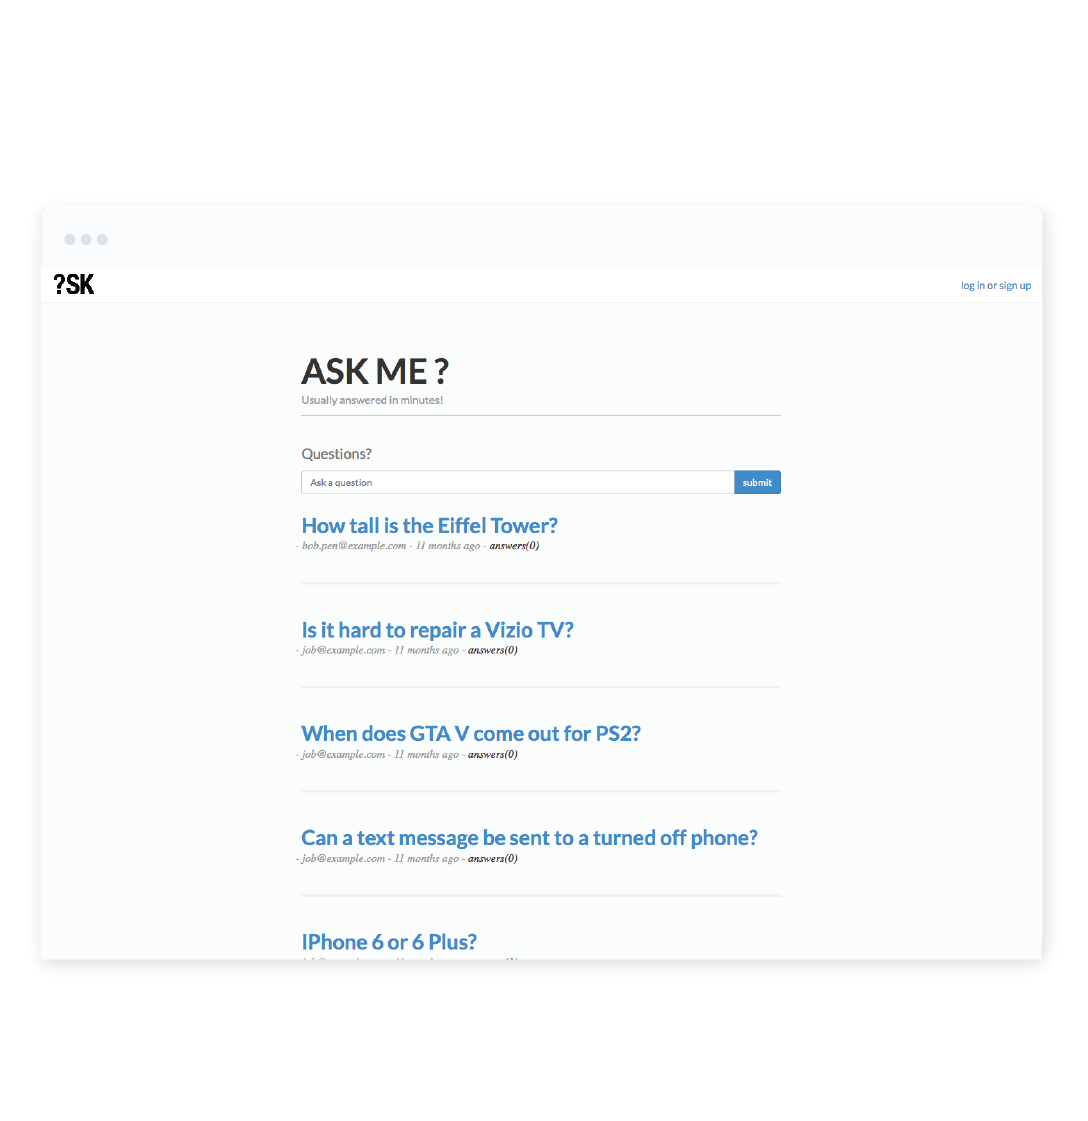 ?SK
log in or sign up
ASK ME ?
Usually answered in minutes!
Questions?
Ask a question
submit
How tall is the Eiffel Tower?
- bob.pen@example.com - 11 months ago - answers(0)
Is it hard to repair a Vizio TV?
- job@example.com - 11 months ago - answers(0)
When does GTA V come out for PS2?
- job@example.com - 11 months ago - answers(0)
Can a text message be sent to a turned off phone?
- job@example.com - 11 months ago - answers(0)
IPhone 6 or 6 Plus?